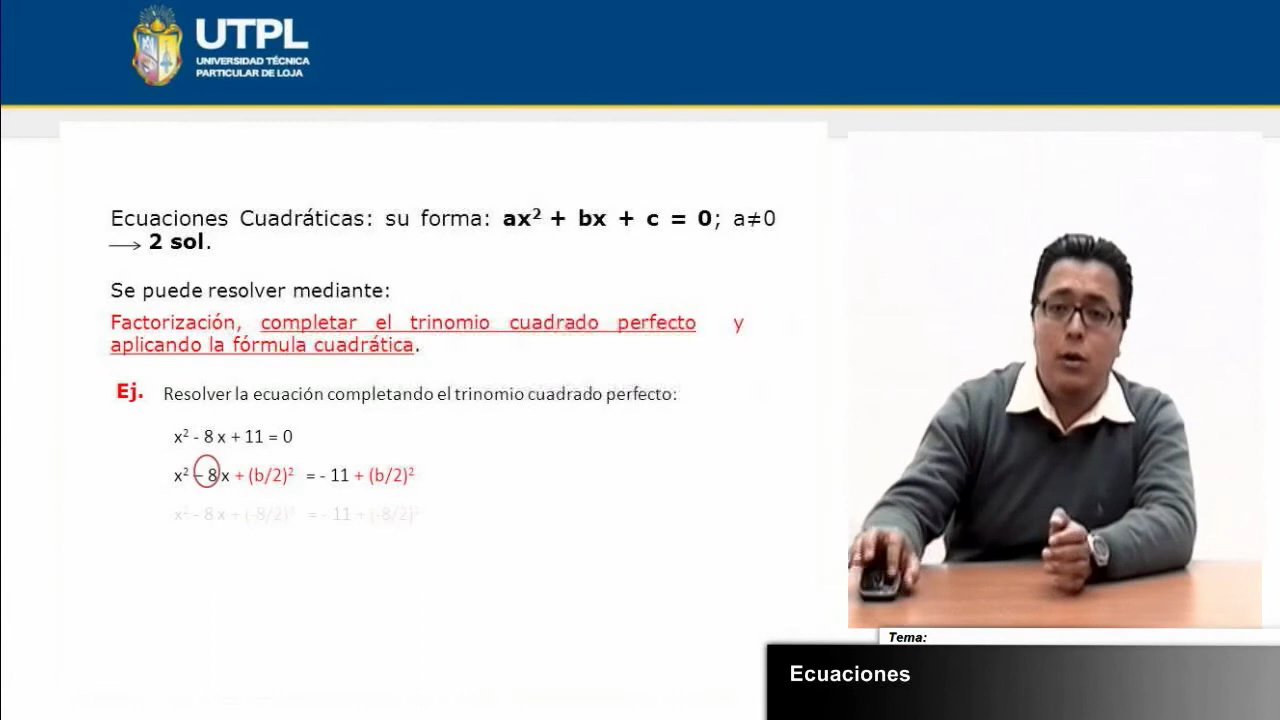 UTPL
UNIVERSIDAD TÉCNICA
PARTICULAR DE LOJA
Ecuaciones Cuadráticas: su forma: ax² + bx + c = 0; a≠0
→ 2 sol.
Se puede resolver mediante:
Factorización, completar el trinomio cuadrado perfecto y
aplicando la fórmula cuadrática.
Ej. Resolver la ecuación completando el trinomio cuadrado perfecto:
x² - 8 x + 11 = 0
x² – 8 x + (b/2)² = - 11 + (b/2)²
x² - 8 x + (-8/2)² = - 11 + (-8/2)²
Tema:
Ecuaciones